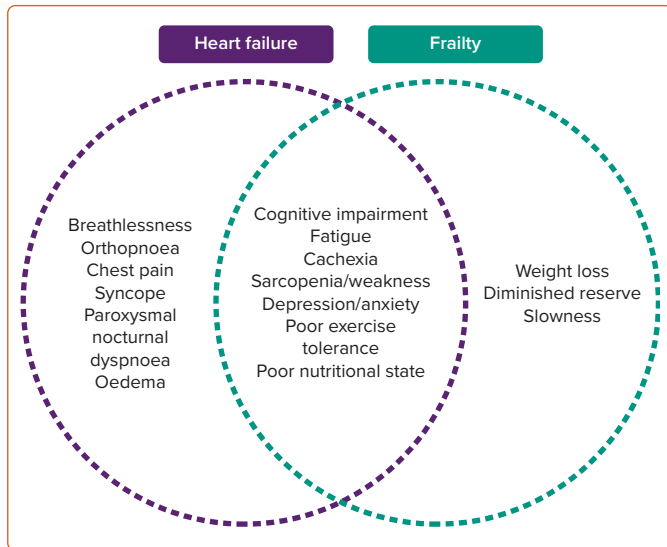 Heart failure
Frailty
Breathlessness
Orthopnoea
Chest pain
Syncope
Paroxysmal
nocturnal
dyspnoea
Oedema
Cognitive impairment
Fatigue
Cachexia
Sarcopenia/weakness
Depression/anxiety
Poor exercise
tolerance
Poor nutritional state
Weight loss
Diminished reserve
Slowness